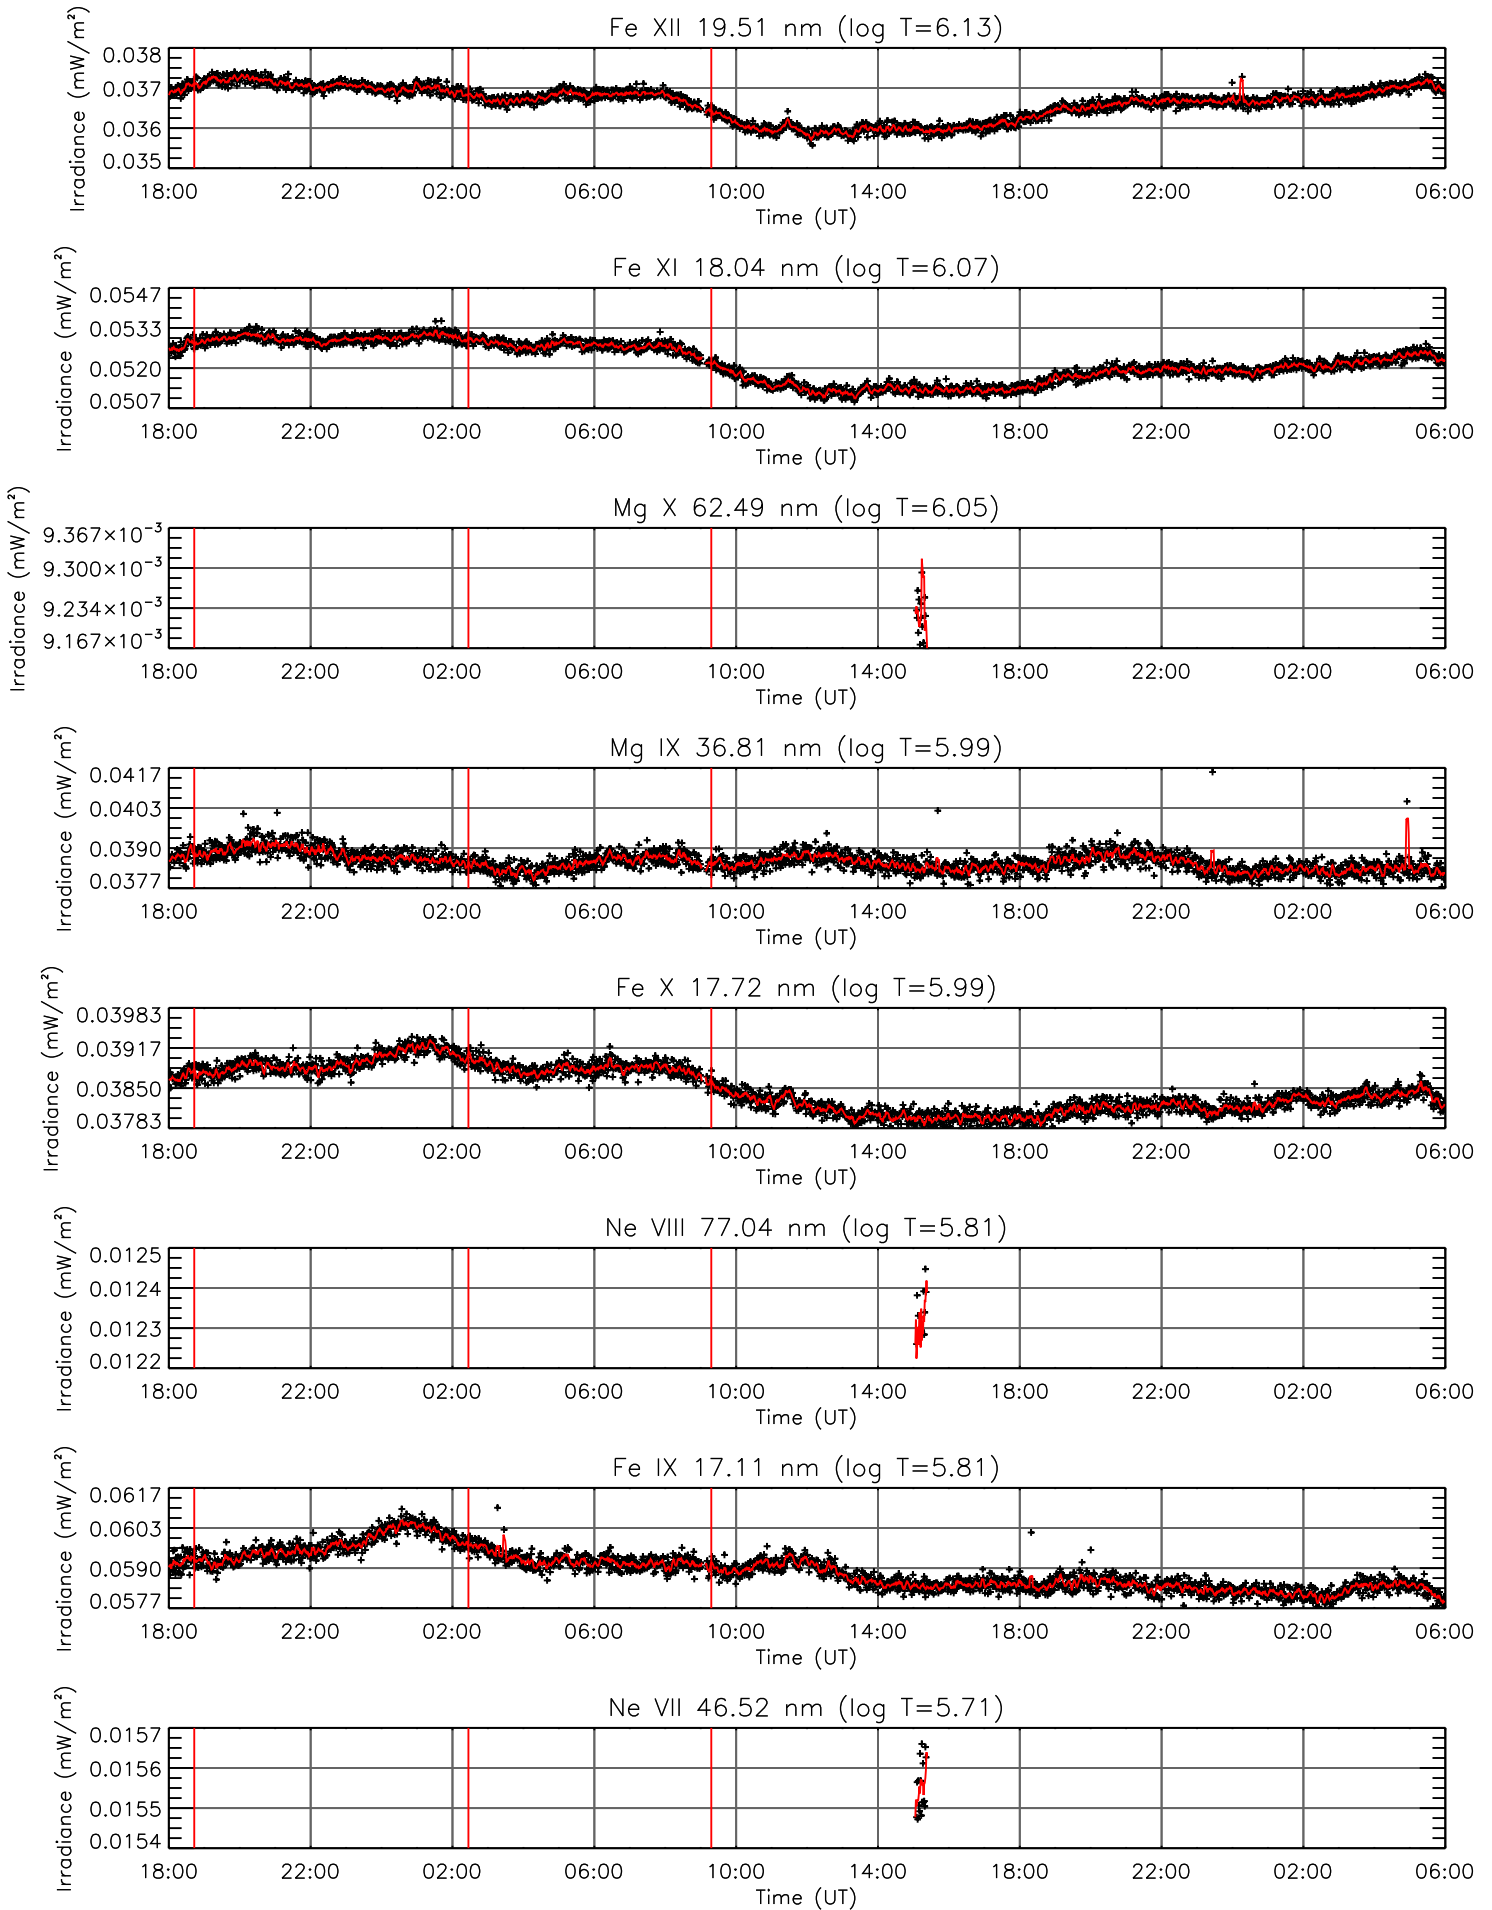 Fe XII 19.51 nm (log T=6.13)
Irradiance (mW/m²)
0.038
0.037
0.036
0.035
18:00 22:00 02:00 06:00 10:00 14:00 18:00 22:00 02:00 06:00
Time (UT)
Fe XI 18.04 nm (log T=6.07)
Irradiance (mW/m²)
0.0547
0.0533
0.0520
0.0507
18:00 22:00 02:00 06:00 10:00 14:00 18:00 22:00 02:00 06:00
Time (UT)
Mg X 62.49 nm (log T=6.05)
Irradiance (mW/m²)
9.367×10⁻³
9.300×10⁻³
9.234×10⁻³
9.167×10⁻³
18:00 22:00 02:00 06:00 10:00 14:00 18:00 22:00 02:00 06:00
Time (UT)
Mg IX 36.81 nm (log T=5.99)
Irradiance (mW/m²)
0.0417
0.0403
0.0390
0.0377
18:00 22:00 02:00 06:00 10:00 14:00 18:00 22:00 02:00 06:00
Time (UT)
Fe X 17.72 nm (log T=5.99)
Irradiance (mW/m²)
0.03983
0.03917
0.03850
0.03783
18:00 22:00 02:00 06:00 10:00 14:00 18:00 22:00 02:00 06:00
Time (UT)
Ne VIII 77.04 nm (log T=5.81)
Irradiance (mW/m²)
0.0125
0.0124
0.0123
0.0122
18:00 22:00 02:00 06:00 10:00 14:00 18:00 22:00 02:00 06:00
Time (UT)
Fe IX 17.11 nm (log T=5.81)
Irradiance (mW/m²)
0.0617
0.0603
0.0590
0.0577
18:00 22:00 02:00 06:00 10:00 14:00 18:00 22:00 02:00 06:00
Time (UT)
Ne VII 46.52 nm (log T=5.71)
Irradiance (mW/m²)
0.0157
0.0156
0.0155
0.0154
18:00 22:00 02:00 06:00 10:00 14:00 18:00 22:00 02:00 06:00
Time (UT)